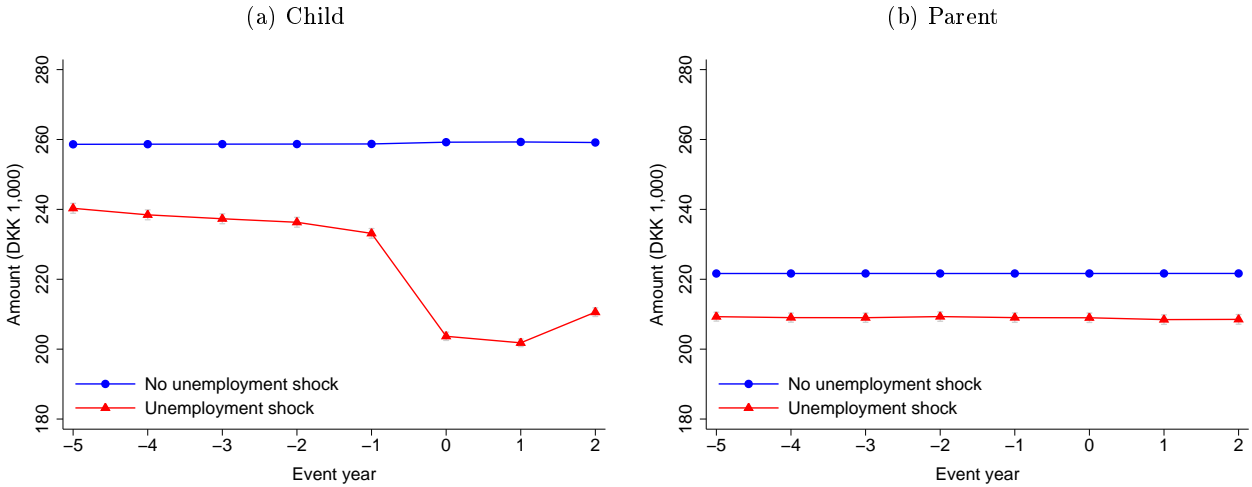 (a) Child
280
260
240
220
200
180
Amount (DKK 1,000)
No unemployment shock
Unemployment shock
−5 −4 −3 −2 −1 0 1 2
Event year
(b) Parent
280
260
240
220
200
180
Amount (DKK 1,000)
No unemployment shock
Unemployment shock
−5 −4 −3 −2 −1 0 1 2
Event year